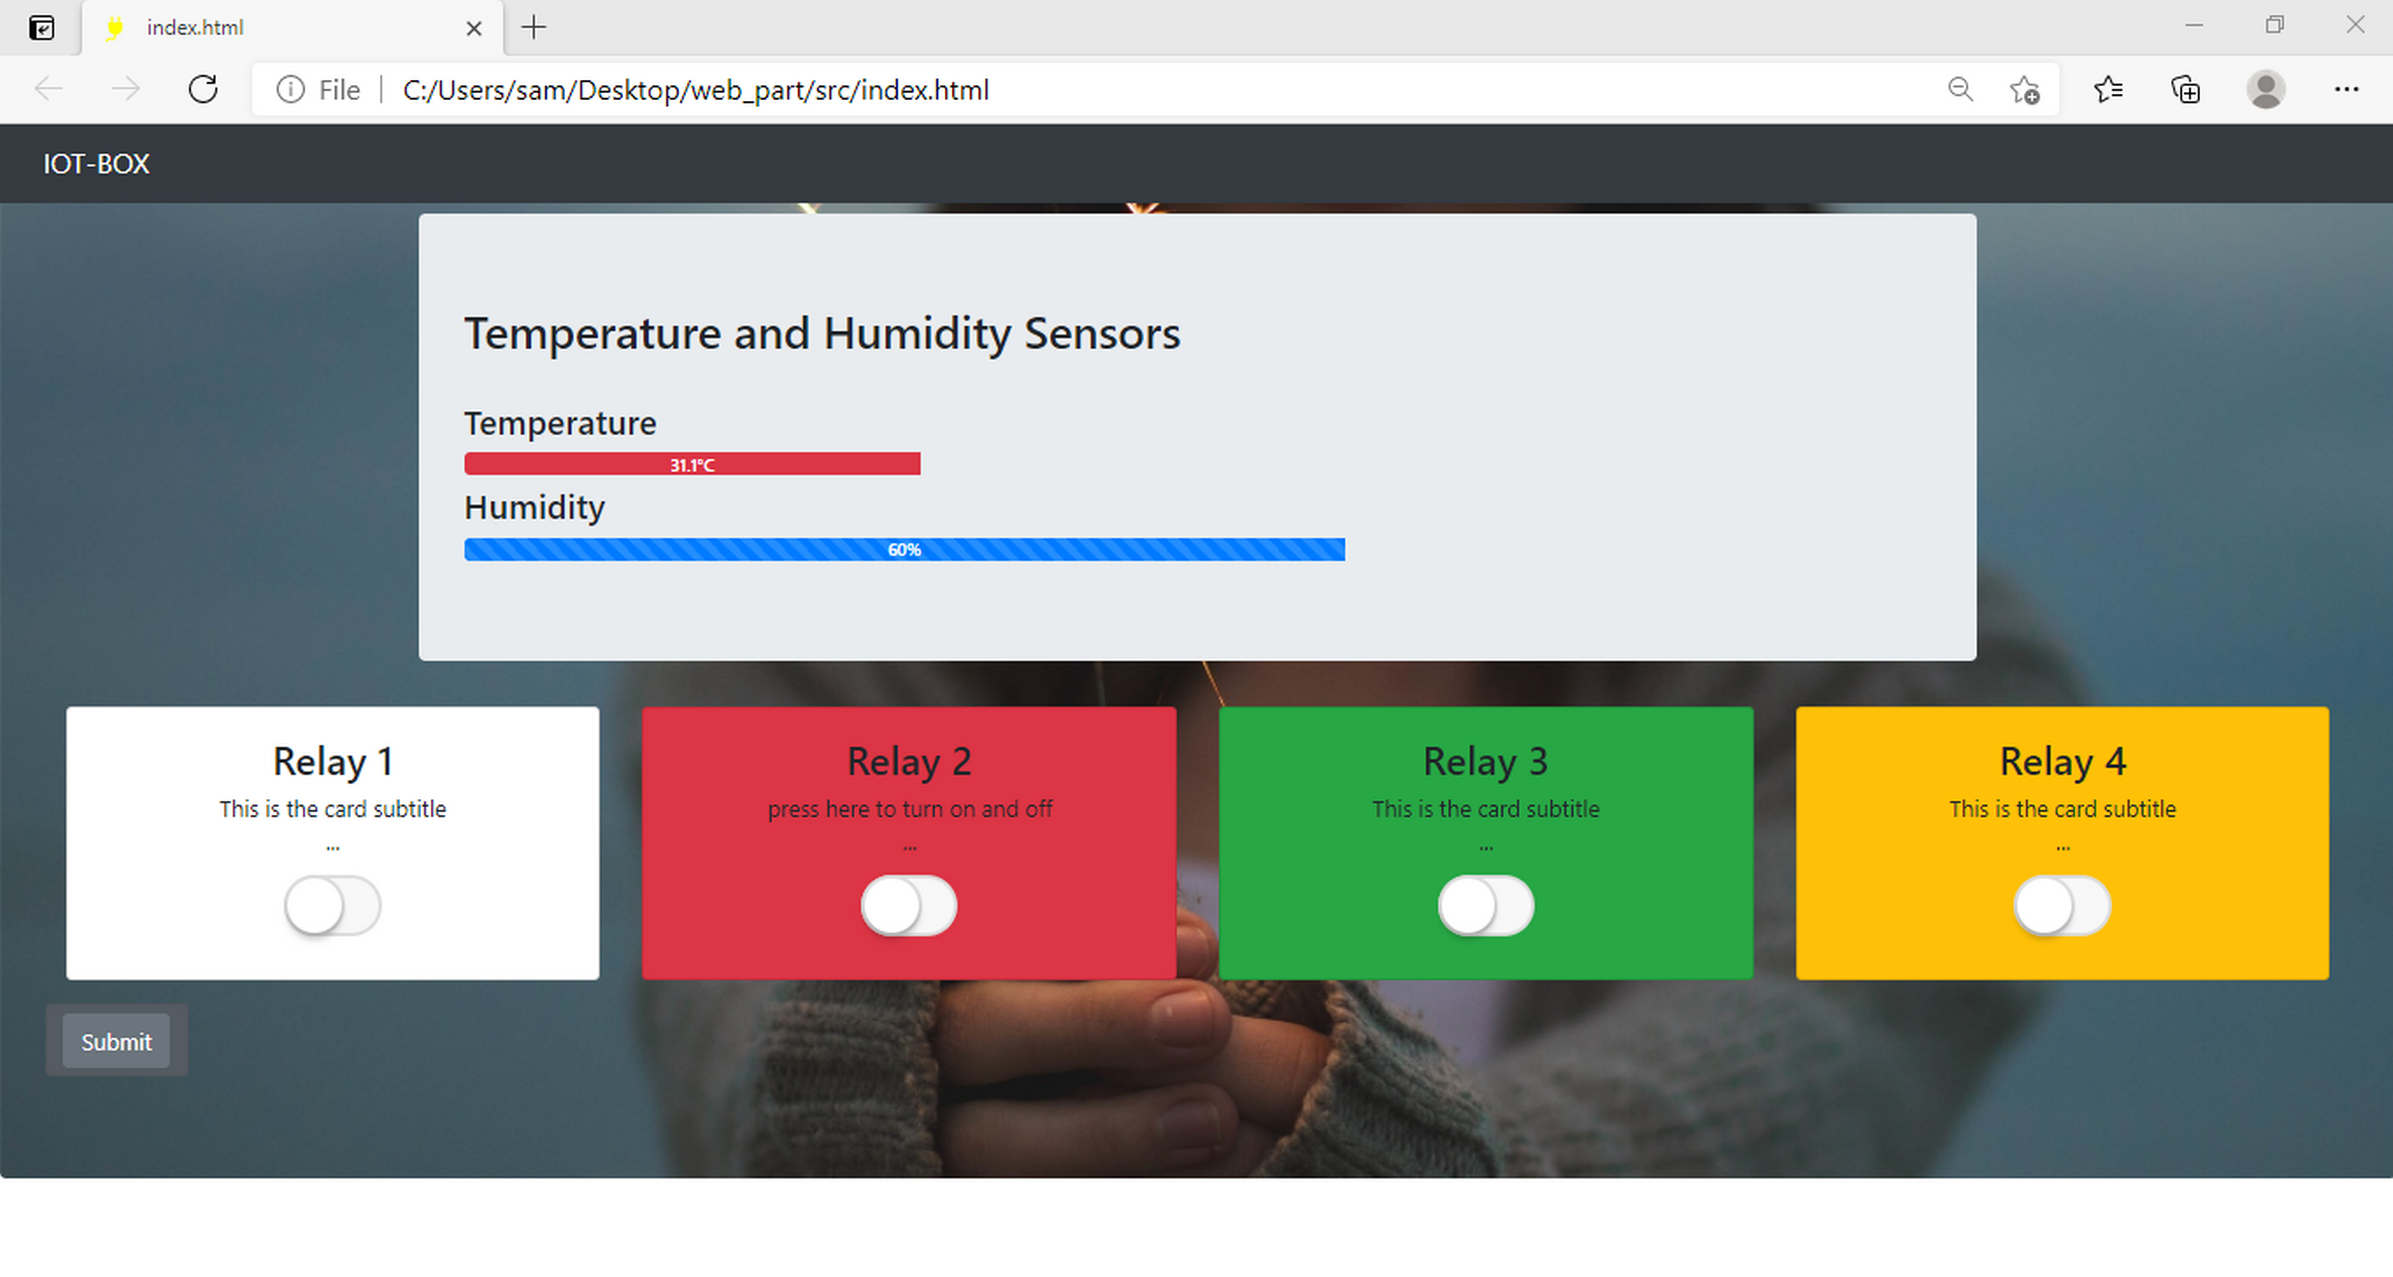 index.html
File
C:/Users/sam/Desktop/web_part/src/index.html
IOT-BOX
Temperature and Humidity Sensors
Temperature
31.1°C
Humidity
60%
Relay 1
This is the card subtitle
...
Relay 2
press here to turn on and off
...
Relay 3
This is the card subtitle
...
Relay 4
This is the card subtitle
...
Submit